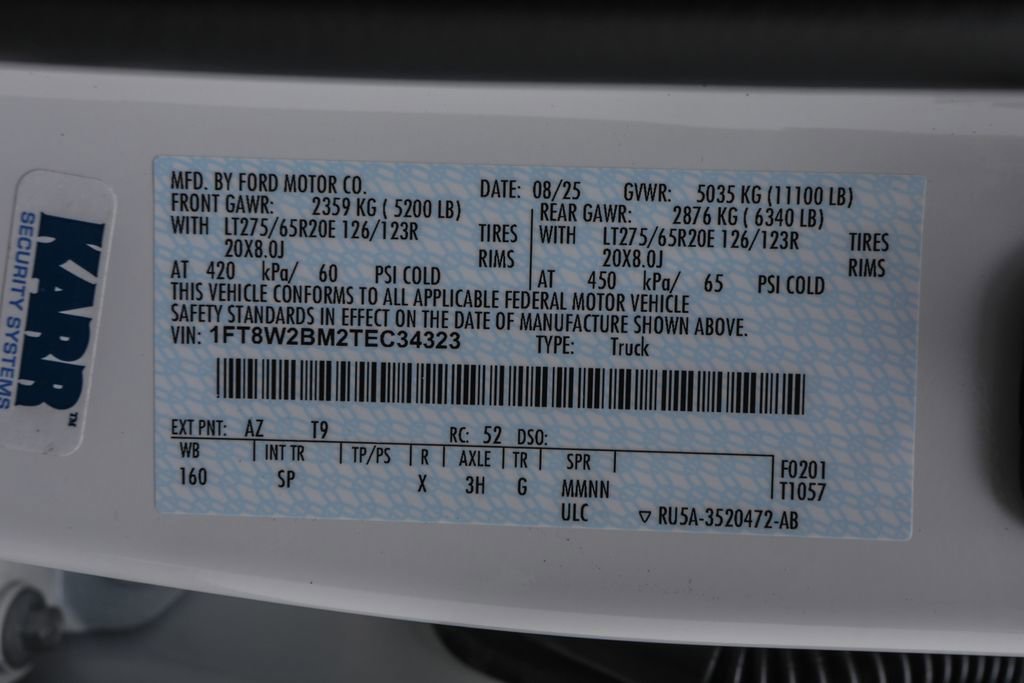 KARR
SECURITY SYSTEMS
™
MFD. BY FORD MOTOR CO. DATE: 08/25 GVWR: 5035 KG (11100 LB)
FRONT GAWR: 2359 KG ( 5200 LB) REAR GAWR: 2876 KG ( 6340 LB)
WITH LT275/65R20E 126/123R TIRES WITH LT275/65R20E 126/123R TIRES
20X8.0J RIMS 20X8.0J RIMS
AT 420 kPa/ 60 PSI COLD AT 450 kPa/ 65 PSI COLD
THIS VEHICLE CONFORMS TO ALL APPLICABLE FEDERAL MOTOR VEHICLE
SAFETY STANDARDS IN EFFECT ON THE DATE OF MANUFACTURE SHOWN ABOVE.
VIN: 1FT8W2BM2TEC34323 TYPE: Truck
EXT PNT: AZ T9 RC: 52 DSO:
WB INT TR TP/PS R AXLE TR SPR F0201
160 SP X 3H G MMNN T1057
ULC ▽ RU5A-3520472-AB